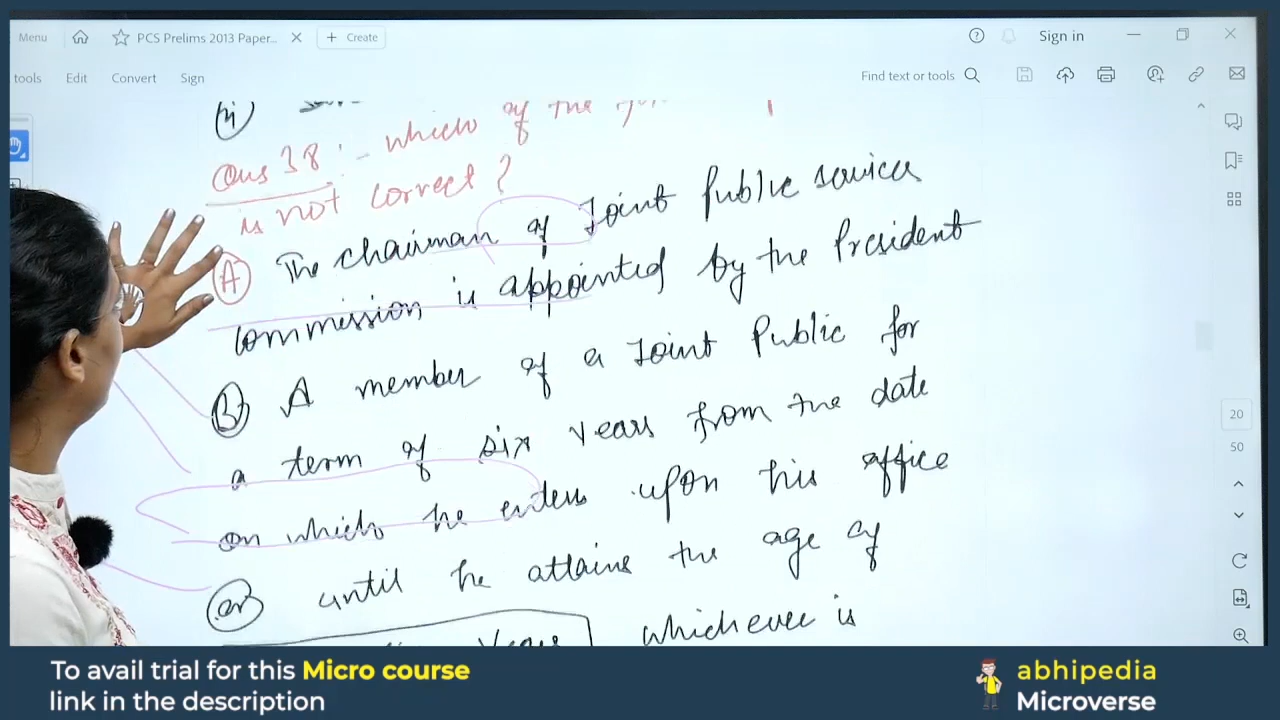 Menu
PCS Prelims 2013 Paper...
+ Create
Sign in
tools
Edit
Convert
Sign
Find text or tools
Ques 38 :- which of the
is not correct ?
(A) The chairman of Joint Public services
commission is appointed by the President
(B) A member of a Joint Public for
a term of six years from the date
on which he enters upon his office
(or) until he attains the age of
years whichever is
20
50
To avail trial for this Micro course
link in the description
abhipedia
Microverse